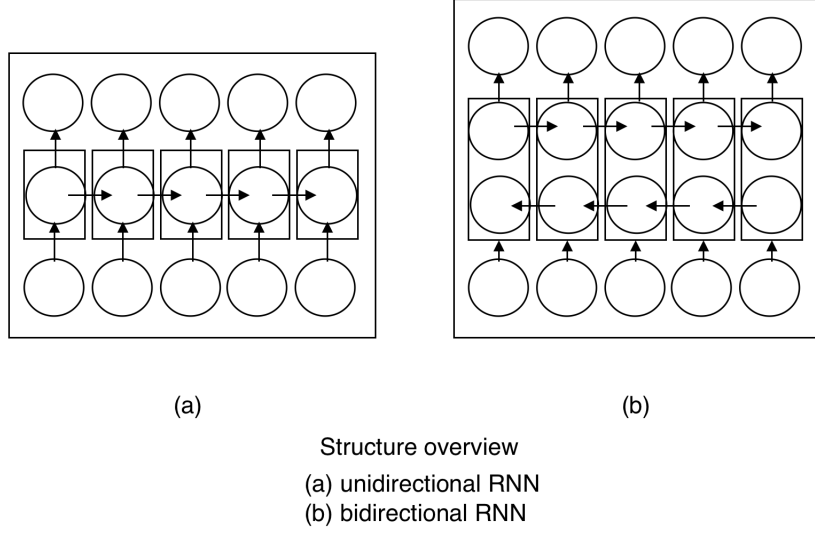 (a)
(b)
Structure overview
(a) unidirectional RNN
(b) bidirectional RNN